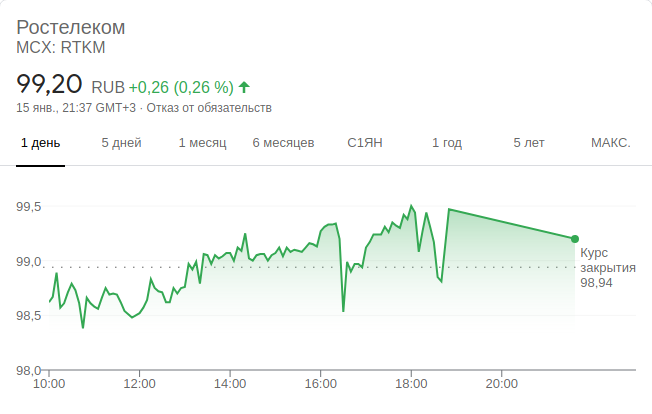 Ростелеком
MCX: RTKM
99,20 RUB +0,26 (0,26 %)
15 янв., 21:37 GMT+3 · Отказ от обязательств
1 день 5 дней 1 месяц 6 месяцев С1ЯН 1 год 5 лет МАКС.
99,5
99,0
98,5
98,0
Курс
закрытия
98,94
10:00 12:00 14:00 16:00 18:00 20:00